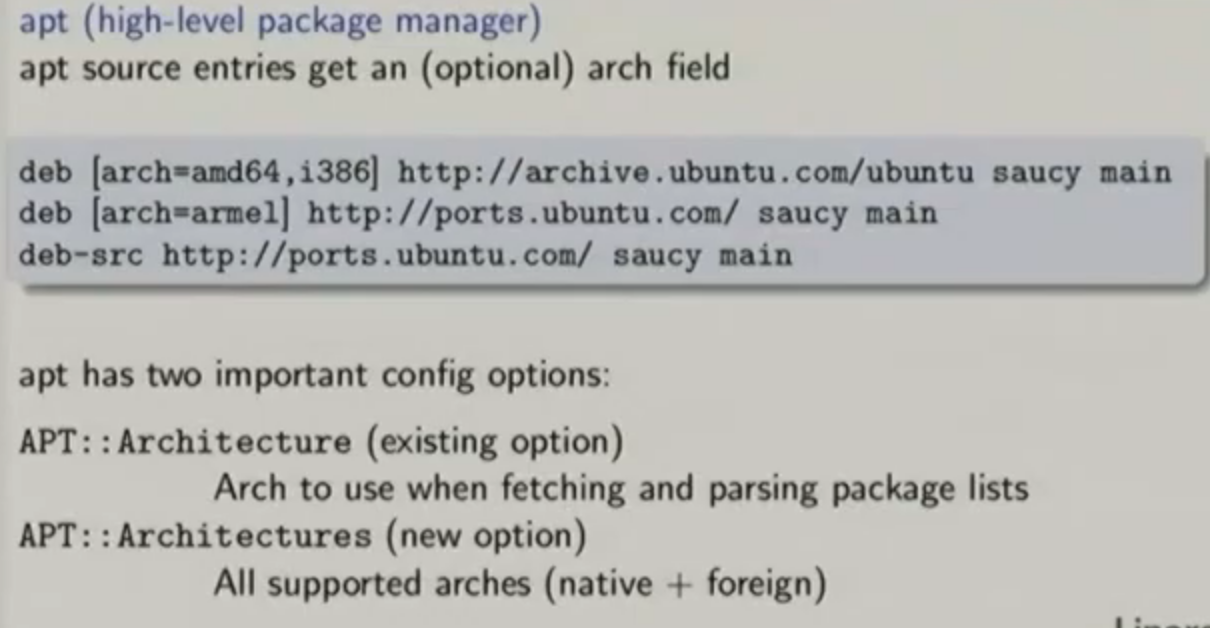 apt (high-level package manager)
apt source entries get an (optional) arch field
deb [arch=amd64,i386] http://archive.ubuntu.com/ubuntu saucy main
deb [arch=armel] http://ports.ubuntu.com/ saucy main
deb-src http://ports.ubuntu.com/ saucy main
apt has two important config options:
APT::Architecture (existing option)
Arch to use when fetching and parsing package lists
APT::Architectures (new option)
All supported arches (native + foreign)